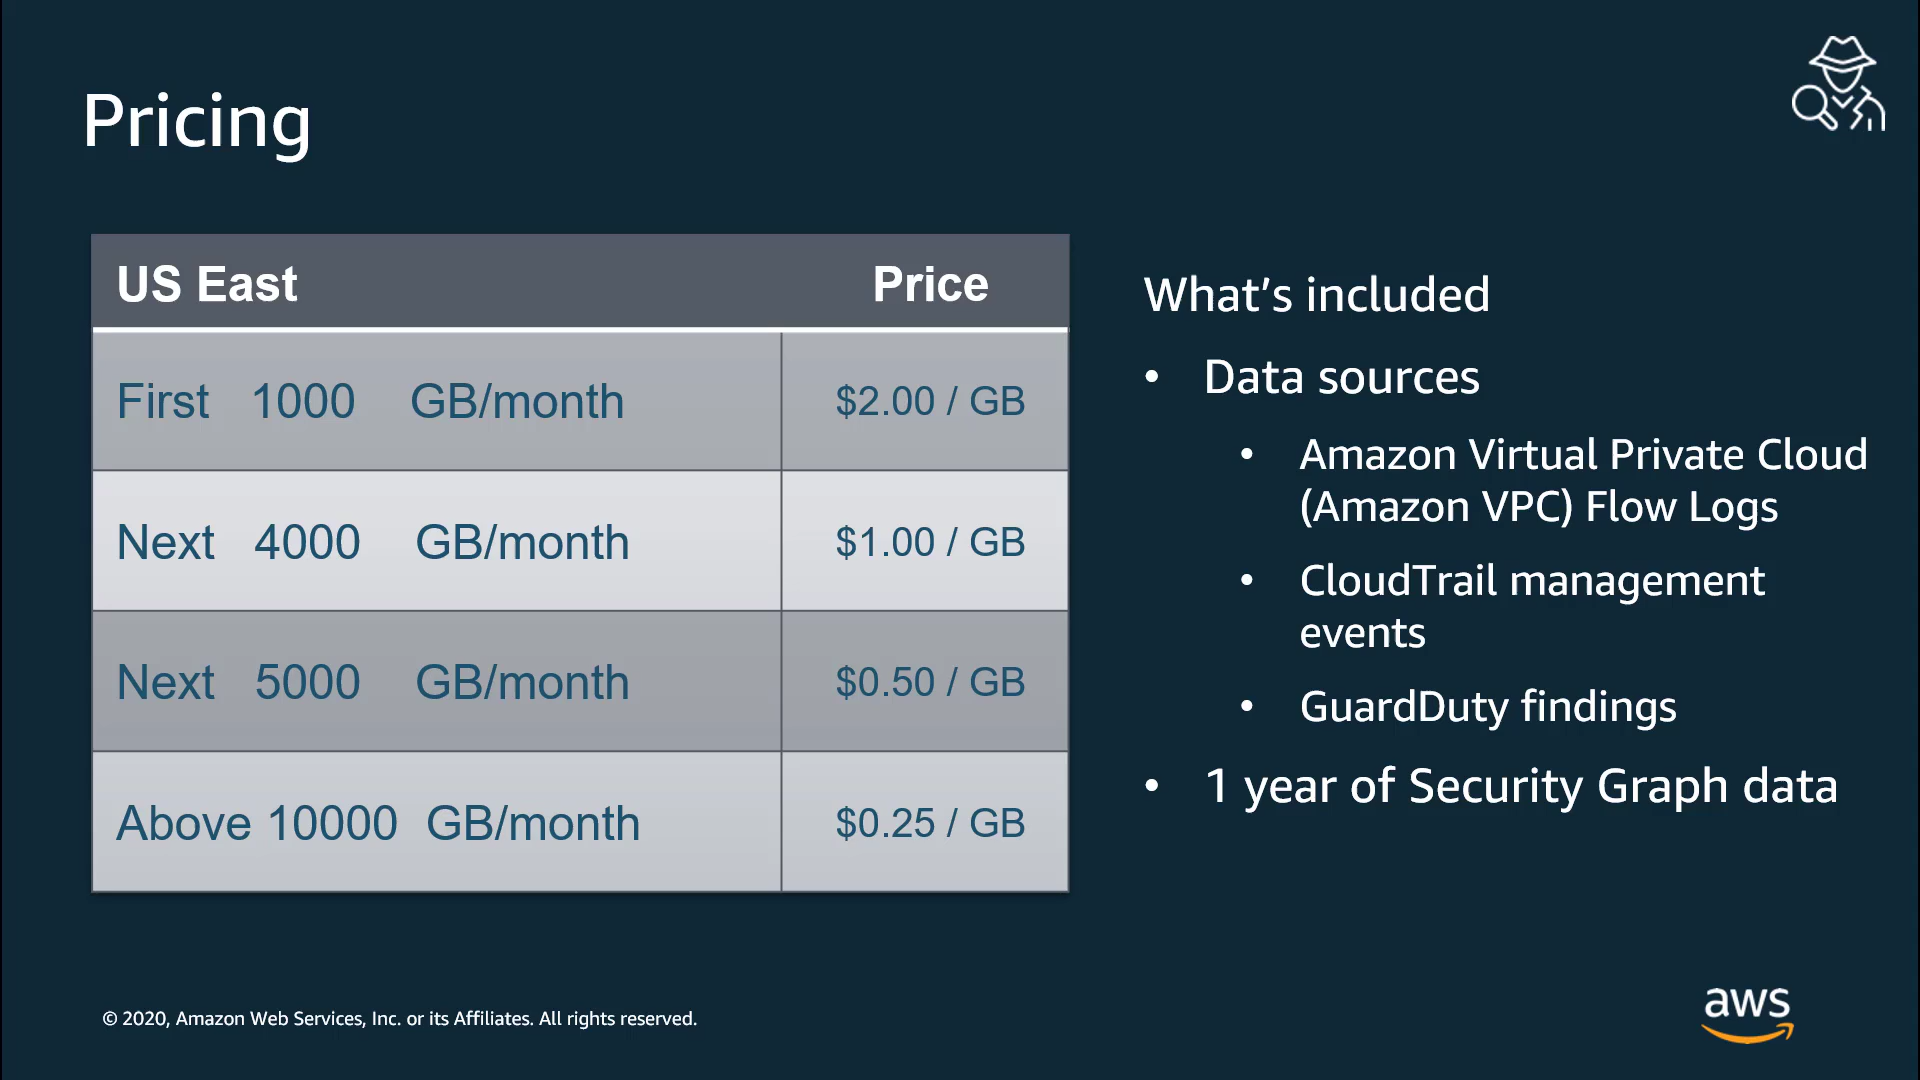 Pricing
US East Price
First 1000 GB/month $2.00 / GB
Next 4000 GB/month $1.00 / GB
Next 5000 GB/month $0.50 / GB
Above 10000 GB/month $0.25 / GB
What’s included
• Data sources
• Amazon Virtual Private Cloud
(Amazon VPC) Flow Logs
• CloudTrail management
events
• GuardDuty findings
• 1 year of Security Graph data
© 2020, Amazon Web Services, Inc. or its Affiliates. All rights reserved.
aws